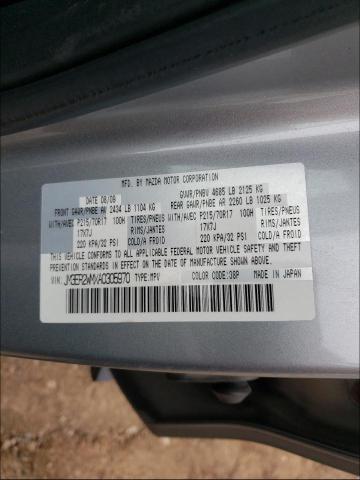 MFD. BY MAZDA MOTOR CORPORATION
DATE 08/09 GVWR/PNBV 4685 LB 2125 KG
FRONT GAWR/PNBE AV 2434 LB 1104 KG REAR GAWR/PNBE AR 2260 LB 1025 KG
WITH/AVEC P215/70R17 100H TIRES/PNEUS WITH/AVEC P215/70R17 100H TIRES/PNEUS
17X7J RIMS/JANTES 17X7J RIMS/JANTES
220 KPA/32 PSI COLD/A FROID 220 KPA/32 PSI COLD/A FROID
THIS VEHICLE CONFORMS TO ALL APPLICABLE FEDERAL MOTOR VEHICLE SAFETY AND
THEFT PREVENTION STANDARDS IN EFFECT ON THE
DATE OF MANUFACTURE SHOWN ABOVE.
VIN: JM3ER2WMXA0305970 TYPE:MPV COLOR CODE:38P MADE IN JAPAN